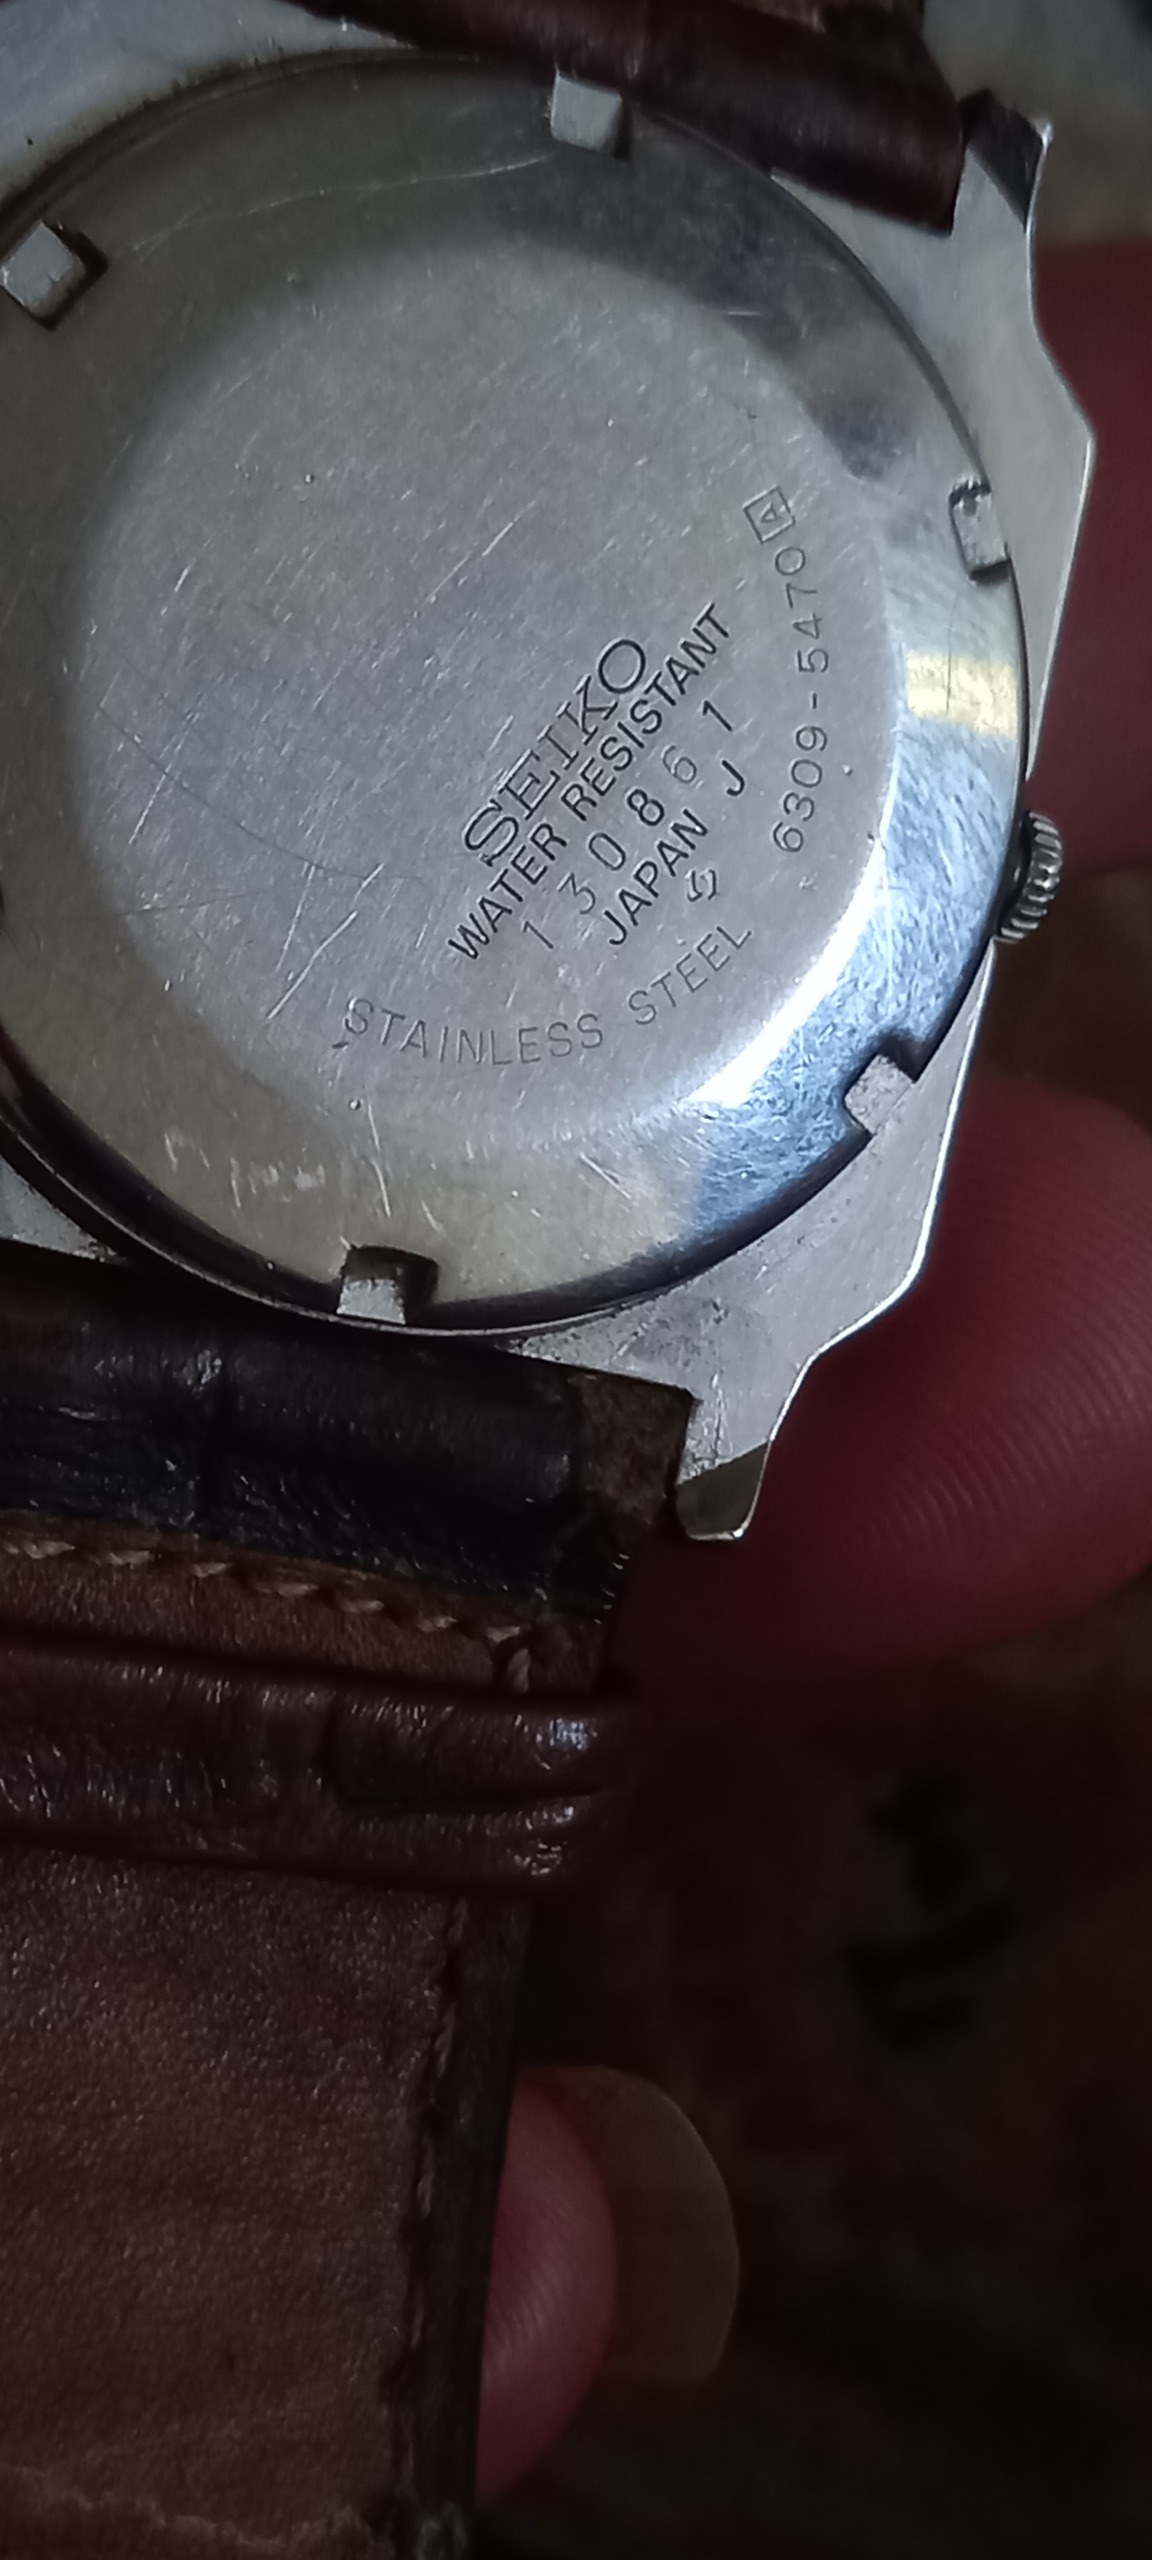 SEIKO
WATER RESISTANT
130861
JAPAN J
STAINLESS STEEL
6309-5470 A